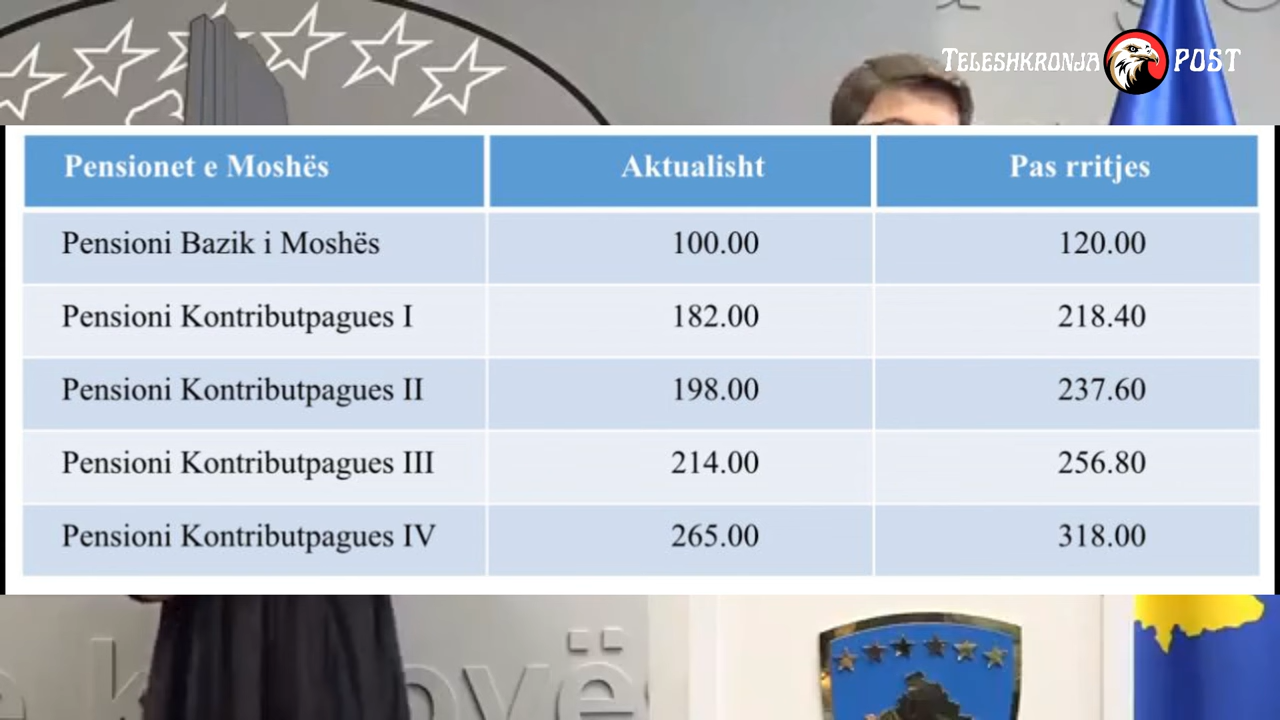 TELESHKRONJA POST
Pensionet e Moshës Aktualisht Pas rritjes
Pensioni Bazik i Moshës 100.00 120.00
Pensioni Kontributpagues I 182.00 218.40
Pensioni Kontributpagues II 198.00 237.60
Pensioni Kontributpagues III 214.00 256.80
Pensioni Kontributpagues IV 265.00 318.00